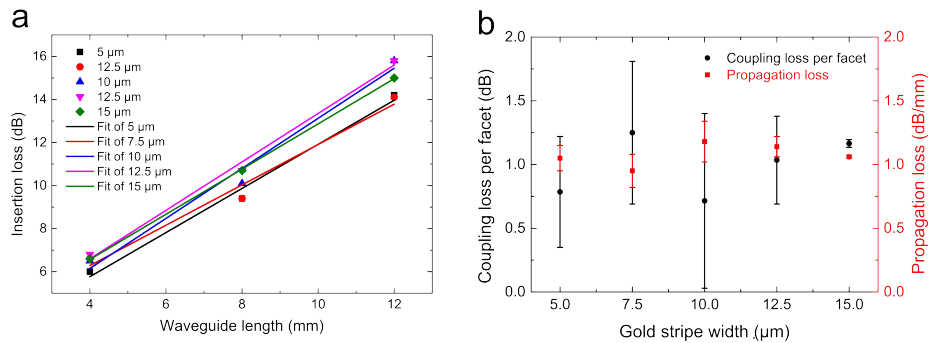 a
16
14
12
10
8
6
Insertion loss (dB)
5 µm
12.5 µm
10 µm
12.5 µm
15 µm
Fit of 5 µm
Fit of 7.5 µm
Fit of 10 µm
Fit of 12.5 µm
Fit of 15 µm
4
6
8
10
12
Waveguide length (mm)
b
2.0
1.5
1.0
0.5
0.0
Coupling loss per facet (dB)
Coupling loss per facet
Propagation loss
2.0
1.5
1.0
0.5
0.0
Propagation loss (dB/mm)
5.0
7.5
10.0
12.5
15.0
Gold stripe width (µm)